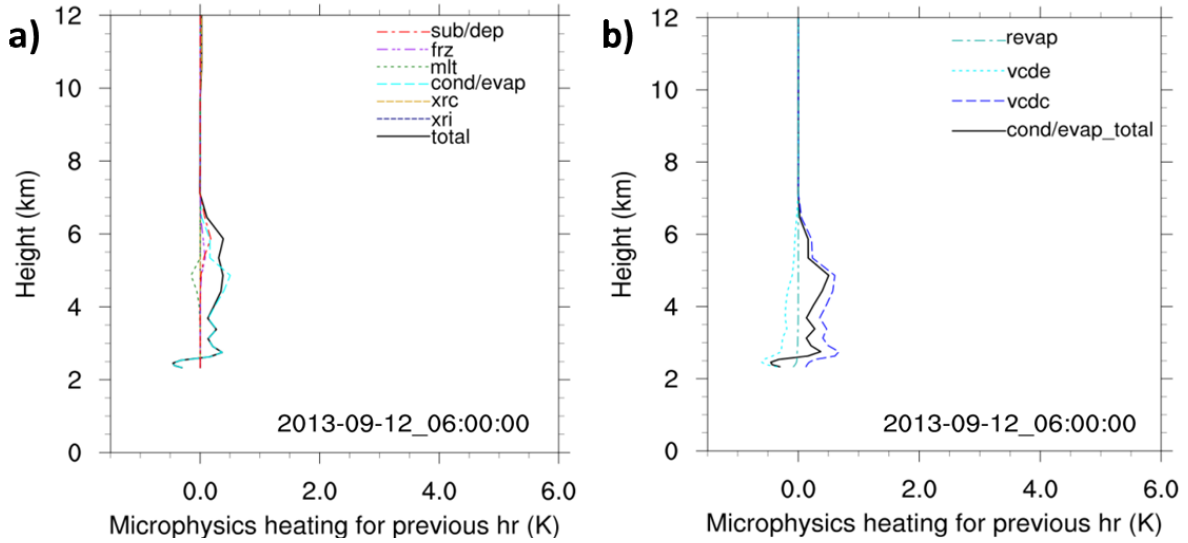 a)
12
10
8
6
4
2
0
Height (km)
sub/dep
frz
mlt
cond/evap
xrc
xri
total
2013-09-12_06:00:00
0.0 2.0 4.0 6.0
Microphysics heating for previous hr (K)
b)
12
10
8
6
4
2
0
Height (km)
revap
vcde
vcdc
cond/evap_total
2013-09-12_06:00:00
0.0 2.0 4.0 6.0
Microphysics heating for previous hr (K)